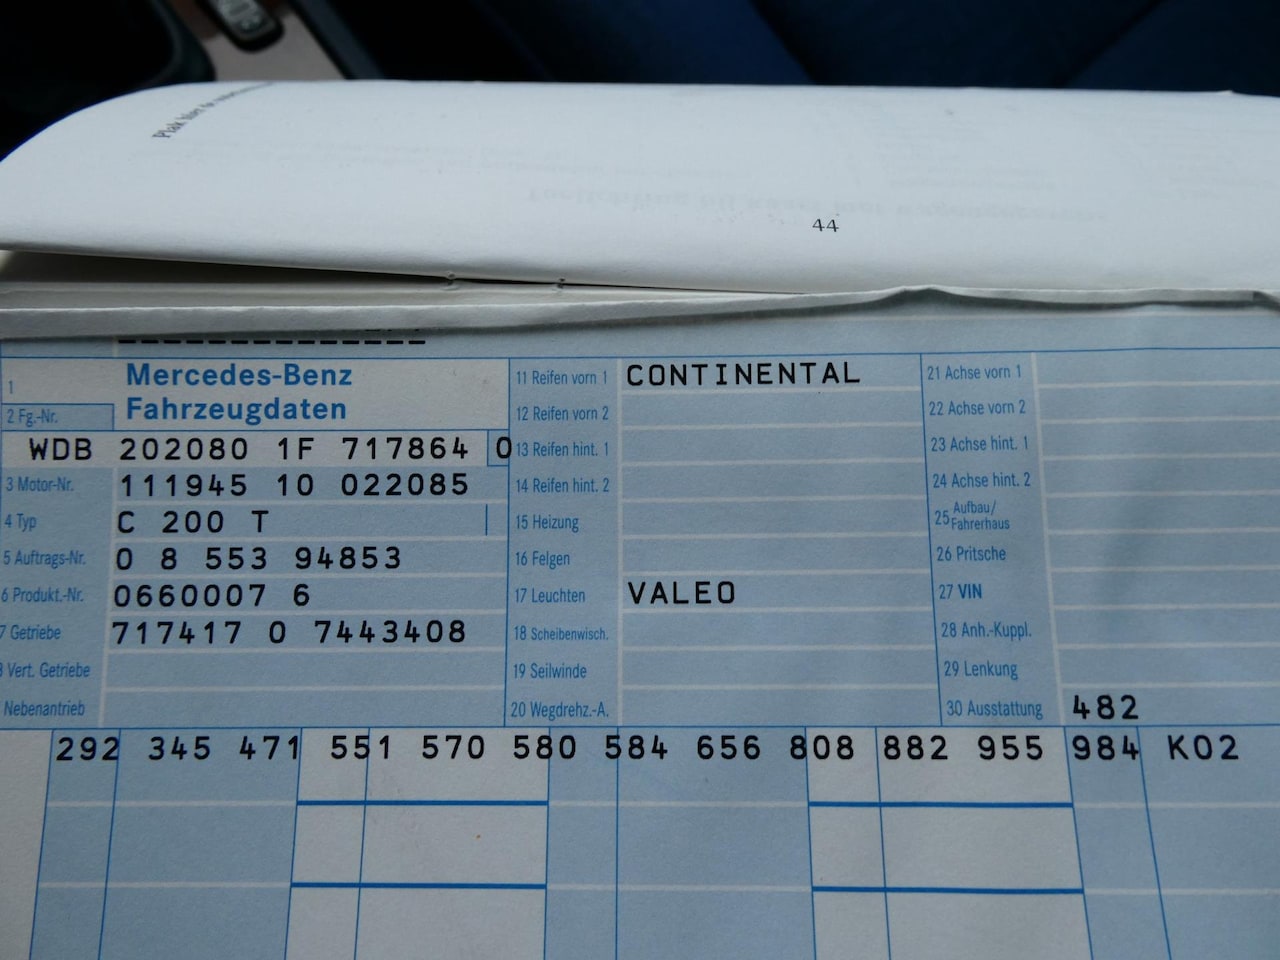 Plak hier de
44
1 Mercedes-Benz
2 Fg.-Nr. Fahrzeugdaten
WDB 202080 1F 717864 0
3 Motor-Nr. 111945 10 022085
4 Typ C 200 T
5 Auftrags-Nr. 0 8 553 94853
6 Produkt.-Nr. 0660007 6
7 Getriebe 717417 0 7443408
Vert. Getriebe
Nebenantrieb
11 Reifen vorn 1 CONTINENTAL
12 Reifen vorn 2
13 Reifen hint. 1
14 Reifen hint. 2
15 Heizung
16 Felgen
17 Leuchten VALEO
18 Scheibenwisch.
19 Seilwinde
20 Wegdrehz.-A.
21 Achse vorn 1
22 Achse vorn 2
23 Achse hint. 1
24 Achse hint. 2
25 Aufbau/
Fahrerhaus
26 Pritsche
27 VIN
28 Anh.-Kuppl.
29 Lenkung
30 Ausstattung 482
292 345 471 551 570 580 584 656 808 882 955 984 K02